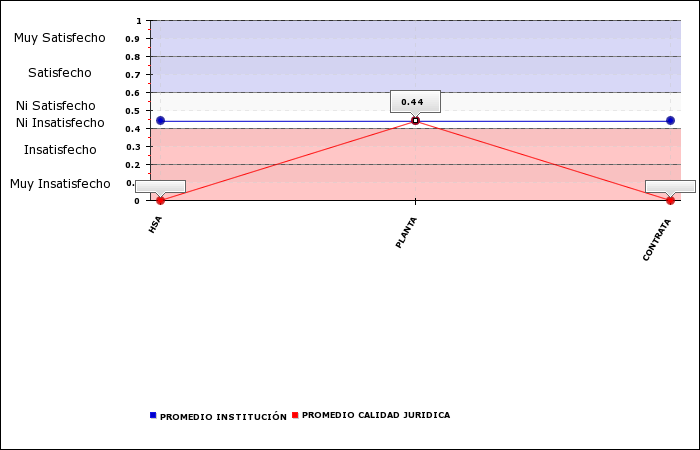 Muy Satisfecho
Satisfecho
Ni Satisfecho
Ni Insatisfecho
Insatisfecho
Muy Insatisfecho
1
0.9
0.8
0.7
0.6
0.5
0.4
0.3
0.2
0
0.44
HSA
PLANTA
CONTRATA
PROMEDIO INSTITUCIÓN
PROMEDIO CALIDAD JURIDICA